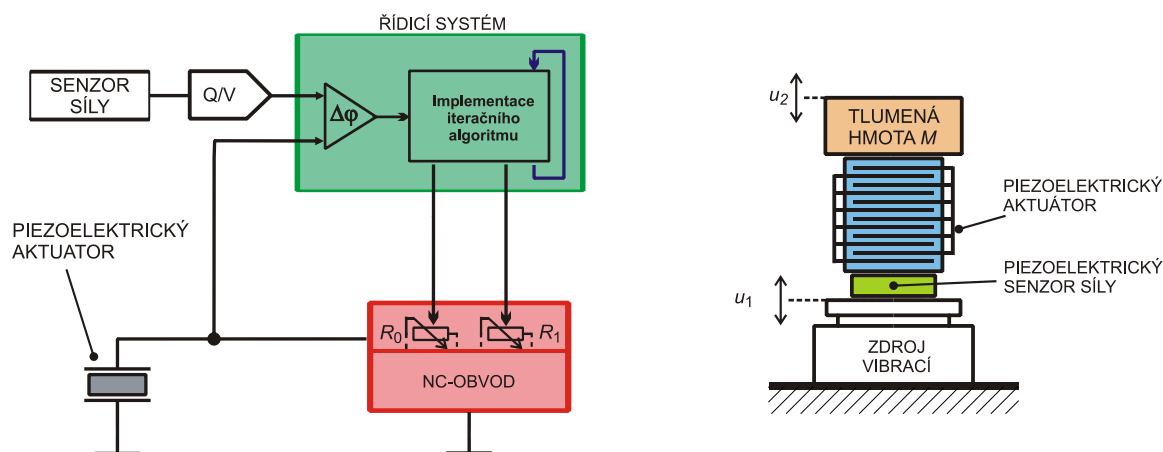 ŘÍDICÍ SYSTÉM
SENZOR
SÍLY
Q/V
Δφ
Implementace
iteračního
algoritmu
PIEZOELEKTRICKÝ
AKTUATOR
R0
R1
NC-OBVOD
u2
TLUMENÁ
HMOTA M
PIEZOELEKTRICKÝ
AKTUÁTOR
PIEZOELEKTRICKÝ
SENZOR SÍLY
u1
ZDROJ
VIBRACÍ